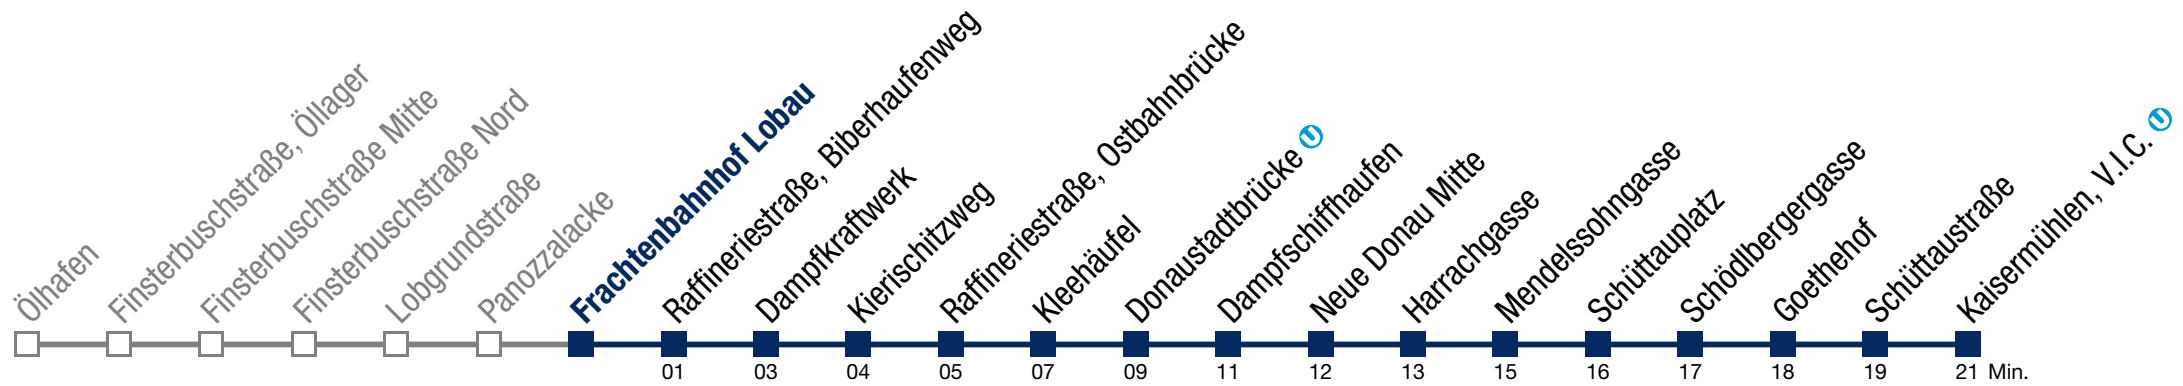 Ölhafen
Finsterbuschstraße, Öllager
Finsterbuschstraße Mitte
Finsterbuschstraße Nord
Lobgrundstraße
Panozzalacke
Frachtenbahnhof Lobau
Raffineriestraße, Biberhaufenweg
Dampfkraftwerk
Kierischitzweg
Raffineriestraße, Ostbahnbrücke
Kleehäufel
Donaustadtbrücke U
Dampfschiffhaufen
Neue Donau Mitte
Harrachgasse
Mendelssohngasse
Schüttauplatz
Schödlbergergasse
Goethehof
Schüttaustraße
Kaisermühlen, V.I.C. U
01 03 04 05 07 09 11 12 13 15 16 17 18 19 21 Min.